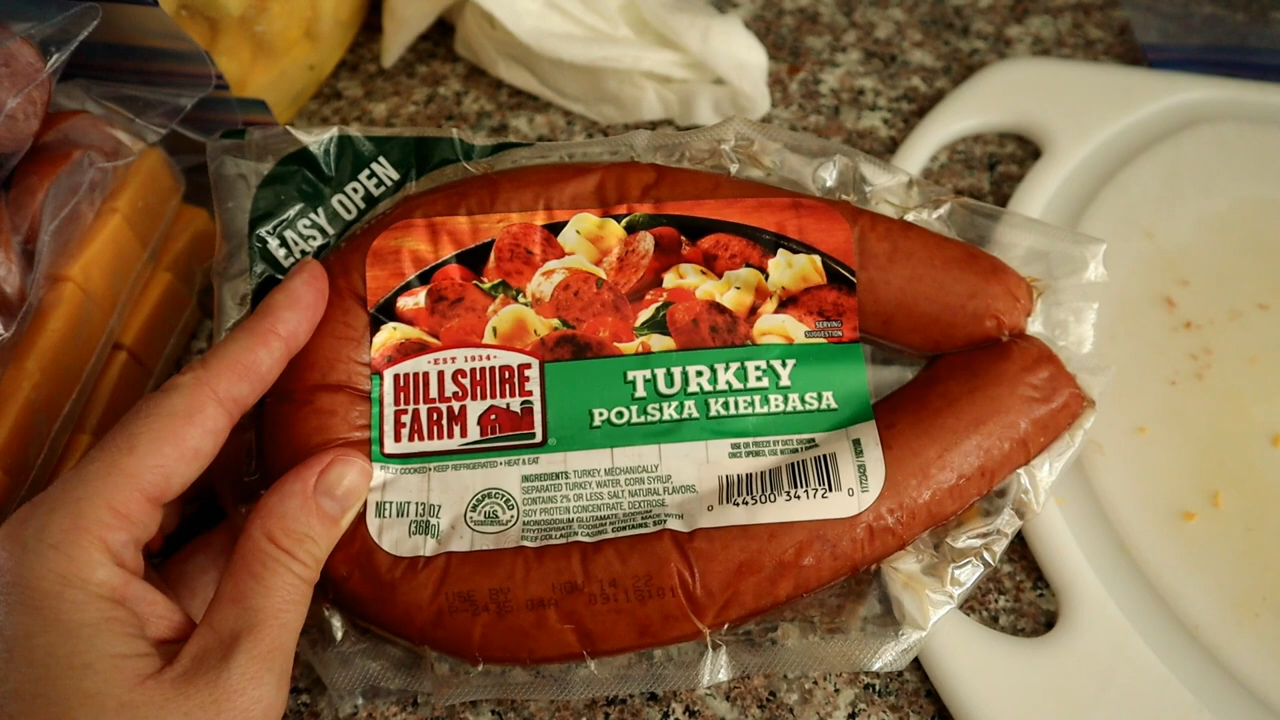 EASY OPEN
SERVING
SUGGESTION
-EST 1934-
HILLSHIRE
FARM
®
TURKEY
POLSKA KIELBASA
FULLY COOKED • KEEP REFRIGERATED • HEAT & EAT
USE OR FREEZE BY DATE SHOWN
ONCE OPENED, USE WITHIN 7 DAYS.
NET WT 13 OZ
(368g)
INSPECTED
U.S.
INGREDIENTS: TURKEY, MECHANICALLY
SEPARATED TURKEY, WATER, CORN SYRUP,
CONTAINS 2% OR LESS: SALT, NATURAL FLAVORS,
SOY PROTEIN CONCENTRATE, DEXTROSE,
MONOSODIUM GLUTAMATE, SODIUM
ERYTHORBATE, SODIUM NITRITE. MADE WITH
BEEF COLLAGEN CASING. CONTAINS: SOY
0 44500 34172 0
USE BY NOV 14 22